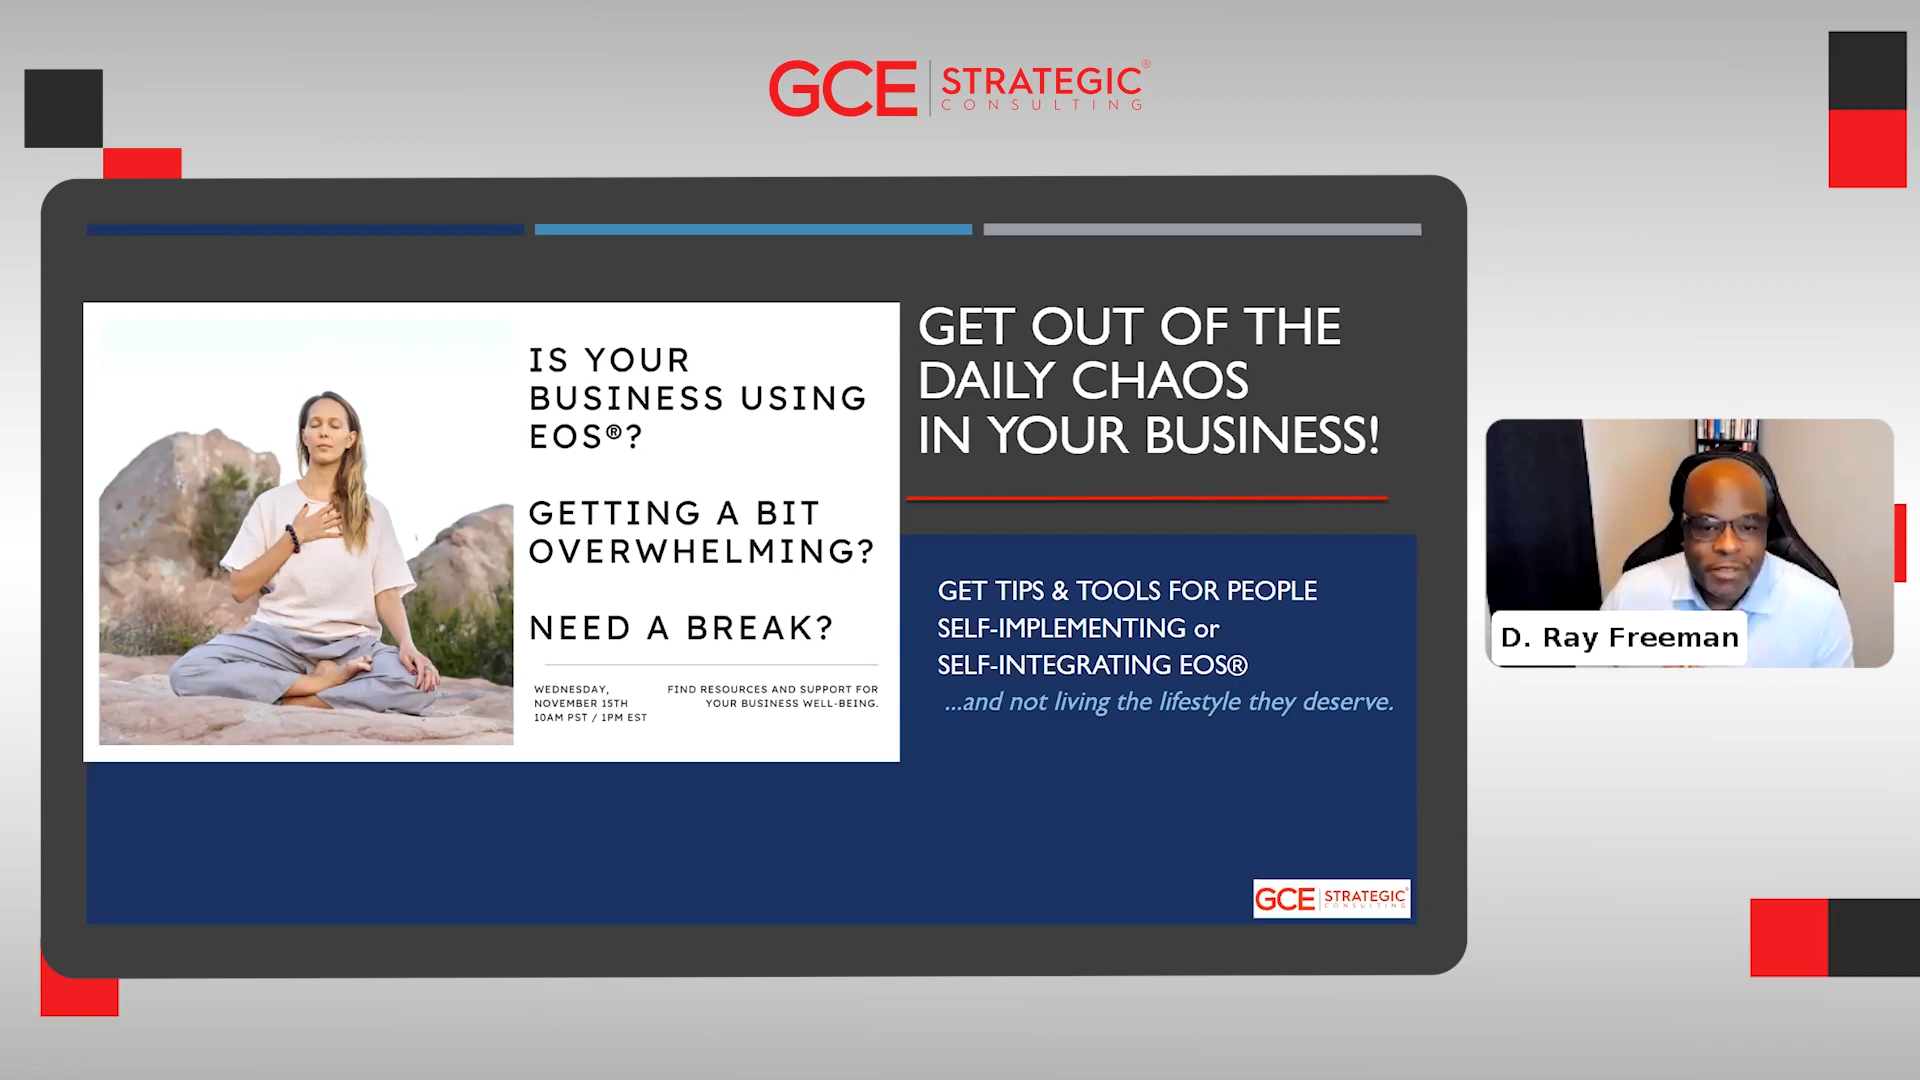 GCE STRATEGIC®
CONSULTING
IS YOUR
BUSINESS USING
EOS®?
GETTING A BIT
OVERWHELMING?
NEED A BREAK?
WEDNESDAY,
NOVEMBER 15TH
10AM PST / 1PM EST
FIND RESOURCES AND SUPPORT FOR
YOUR BUSINESS WELL-BEING.
GET OUT OF THE
DAILY CHAOS
IN YOUR BUSINESS!
GET TIPS & TOOLS FOR PEOPLE
SELF-IMPLEMENTING or
SELF-INTEGRATING EOS®
...and not living the lifestyle they deserve.
D. Ray Freeman
GCE STRATEGIC®
CONSULTING